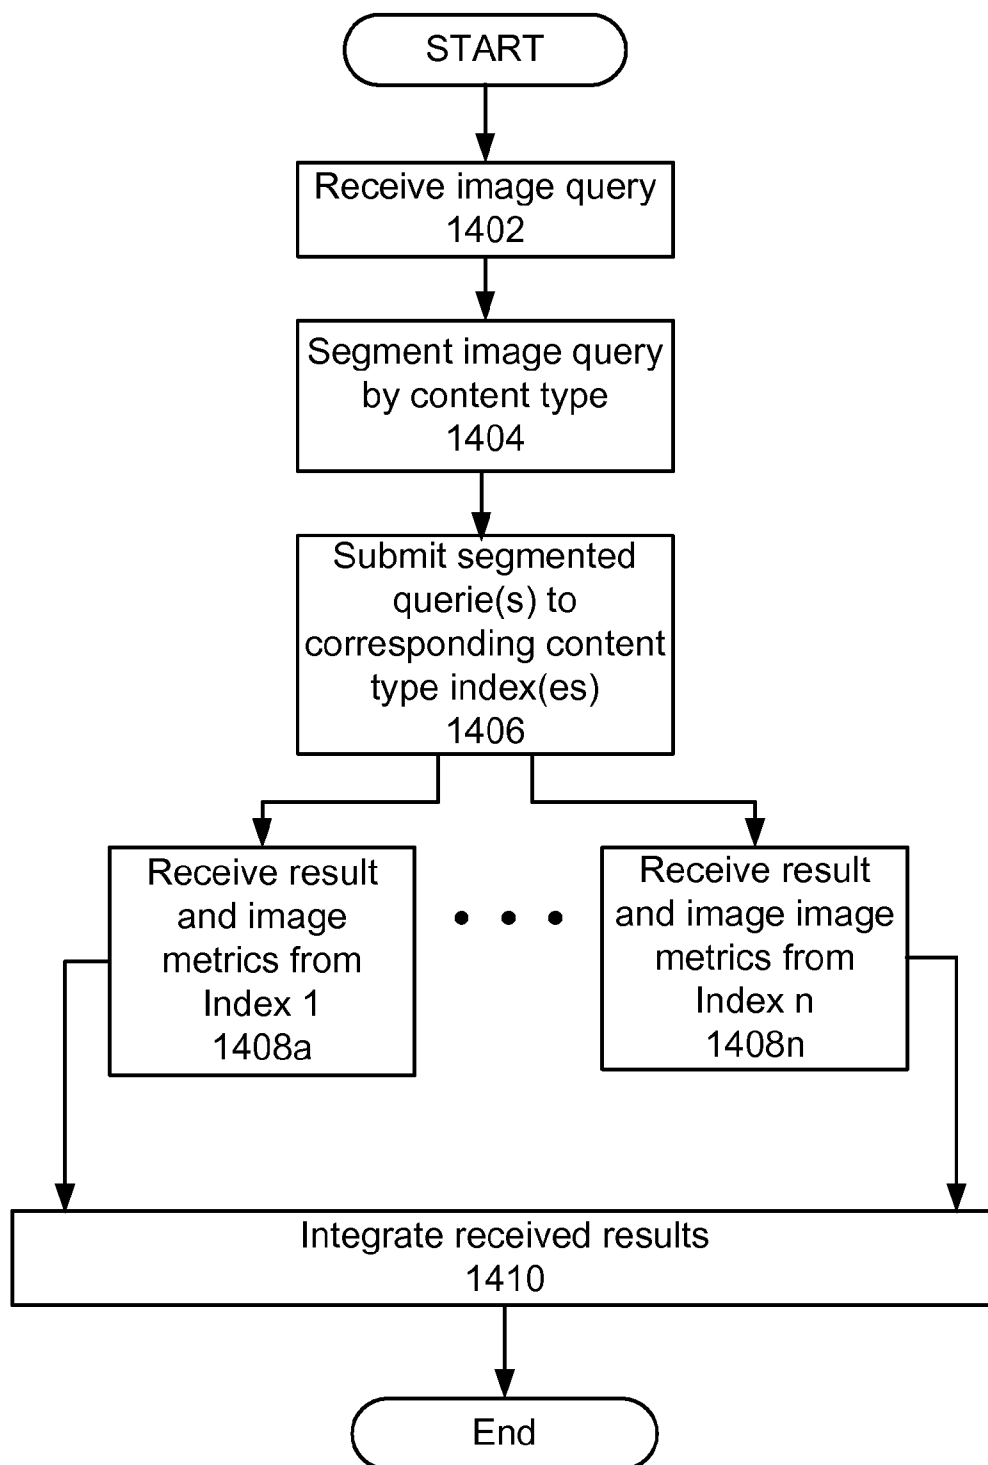 START
Receive image query
1402
Segment image query
by content type
1404
Submit segmented
querie(s) to
corresponding content
type index(es)
1406
Receive result
and image
metrics from
Index 1
1408a
Receive result
and image image
metrics from
Index n
1408n
Integrate received results
1410
End